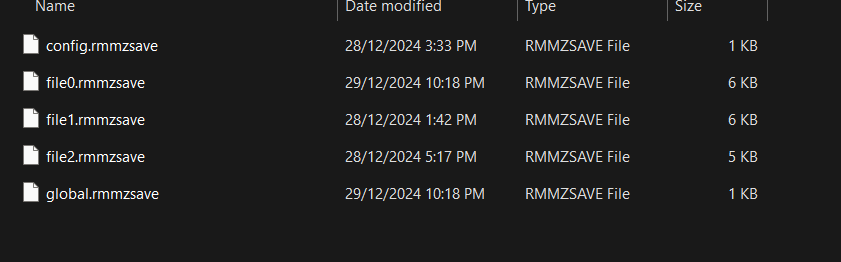 Name Date modified Type Size
config.rmmzsave 28/12/2024 3:33 PM RMMZSAVE File 1 KB
file0.rmmzsave 29/12/2024 10:18 PM RMMZSAVE File 6 KB
file1.rmmzsave 28/12/2024 1:42 PM RMMZSAVE File 6 KB
file2.rmmzsave 28/12/2024 5:17 PM RMMZSAVE File 5 KB
global.rmmzsave 29/12/2024 10:18 PM RMMZSAVE File 1 KB